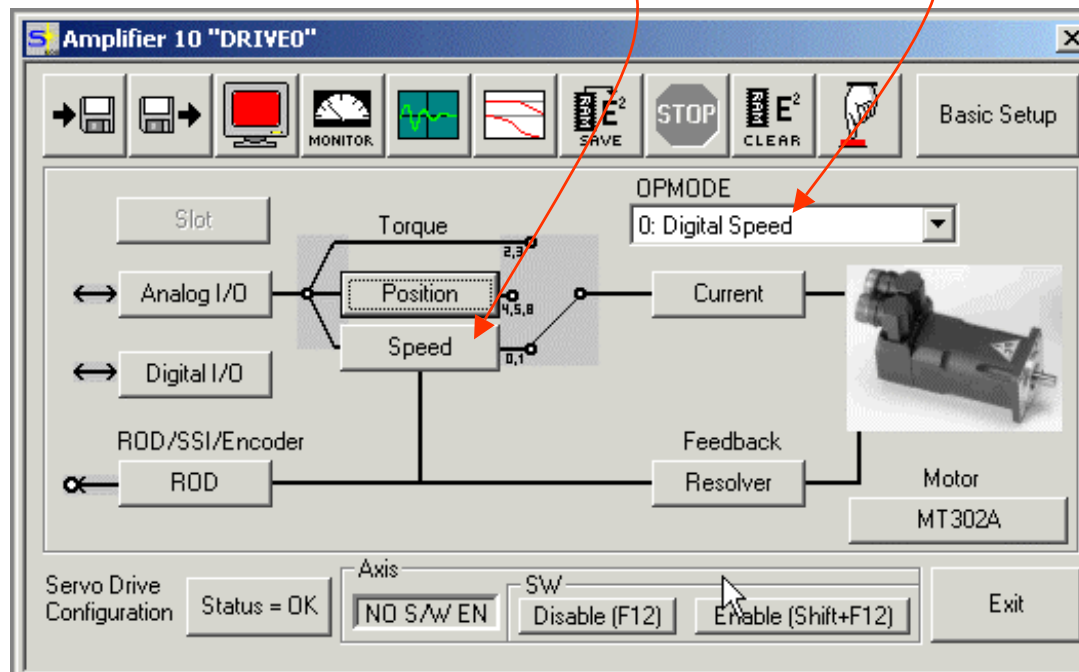 S Amplifier 10 "DRIVE0"
MONITOR
E² SAVE
STOP
E² CLEAR
Basic Setup
OPMODE
0: Digital Speed
Slot
Torque
2,3
Analog I/O
Position
4,5,8
Current
Speed
0,1
Digital I/O
ROD/SSI/Encoder
Feedback
ROD
Resolver
Motor
MT302A
Servo Drive
Configuration
Status = OK
Axis
NO S/W EN
SW
Disable (F12)
Enable (Shift+F12)
Exit